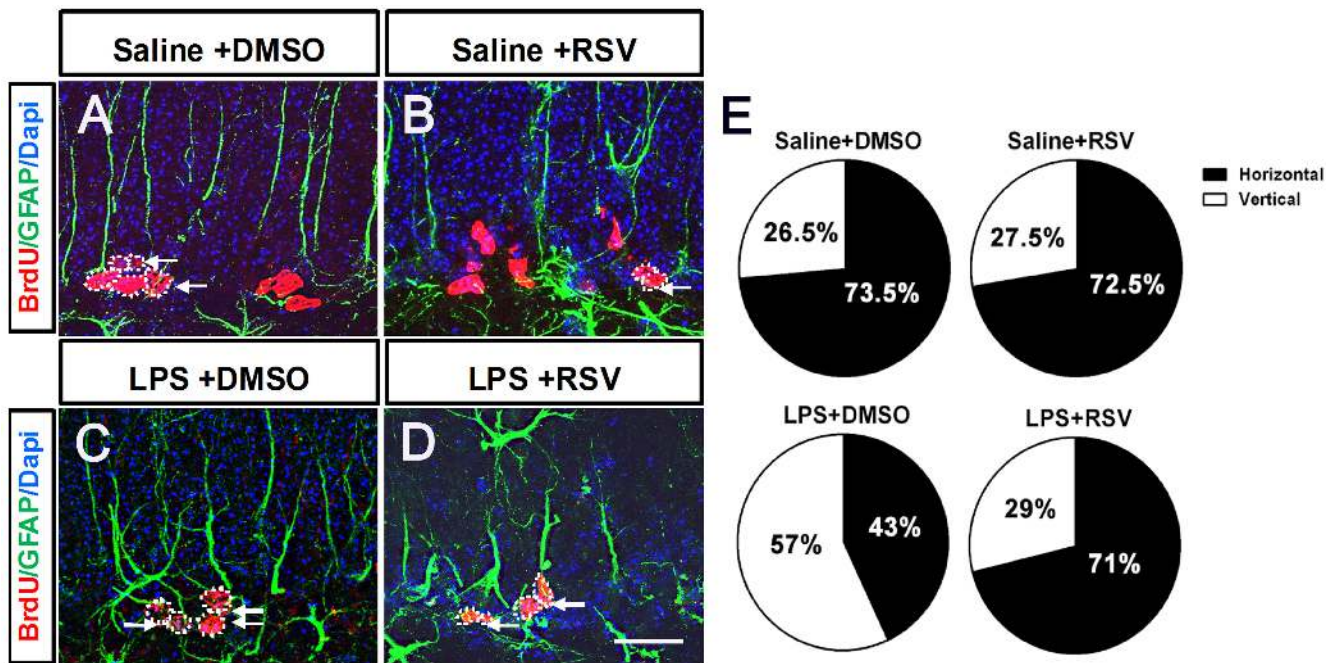 Saline +DMSO
Saline +RSV
BrdU/GFAP/Dapi
A
B
LPS +DMSO
LPS +RSV
BrdU/GFAP/Dapi
C
D
E
Saline+DMSO
26.5%
73.5%
Saline+RSV
27.5%
72.5%
Horizontal
Vertical
LPS+DMSO
57%
43%
LPS+RSV
29%
71%